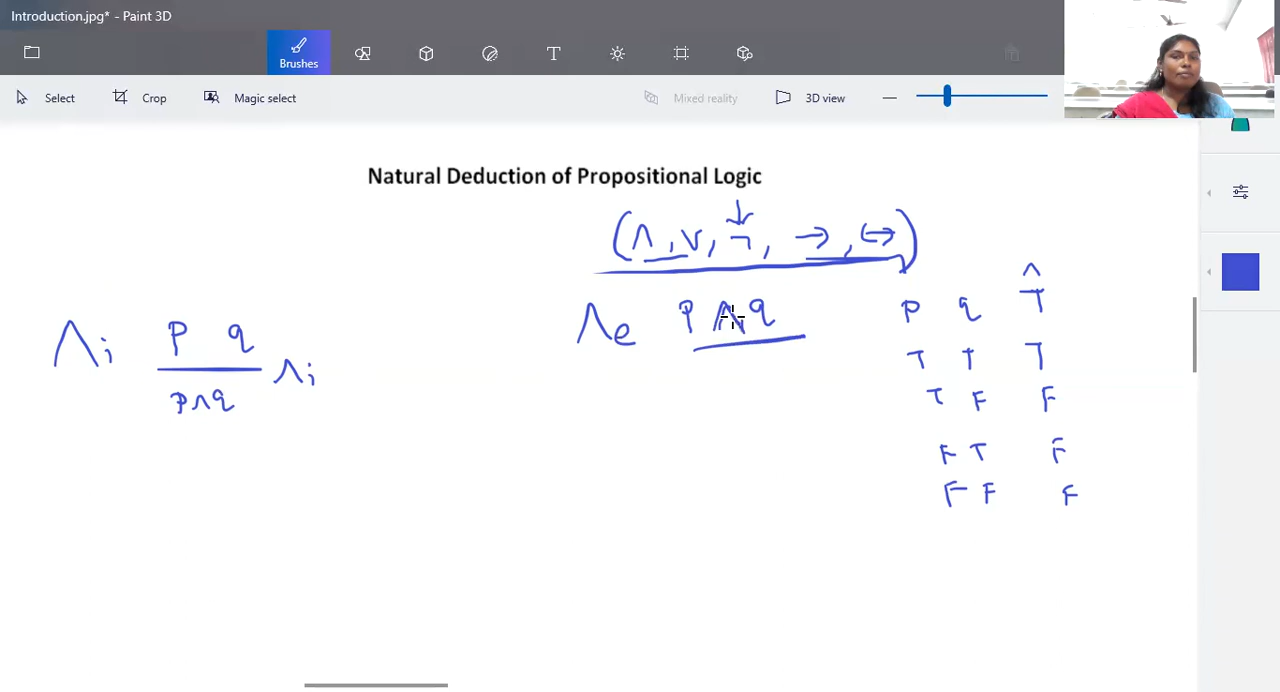 Introduction.jpg* - Paint 3D
Brushes
Select Crop Magic select Mixed reality 3D view
Natural Deduction of Propositional Logic
(∧, ∨, ¬, →, ↔)
∧i
p q
p∧q
∧i
∧e p ∧ q
p q ∧
T
T T T
T F F
F T F
F F F